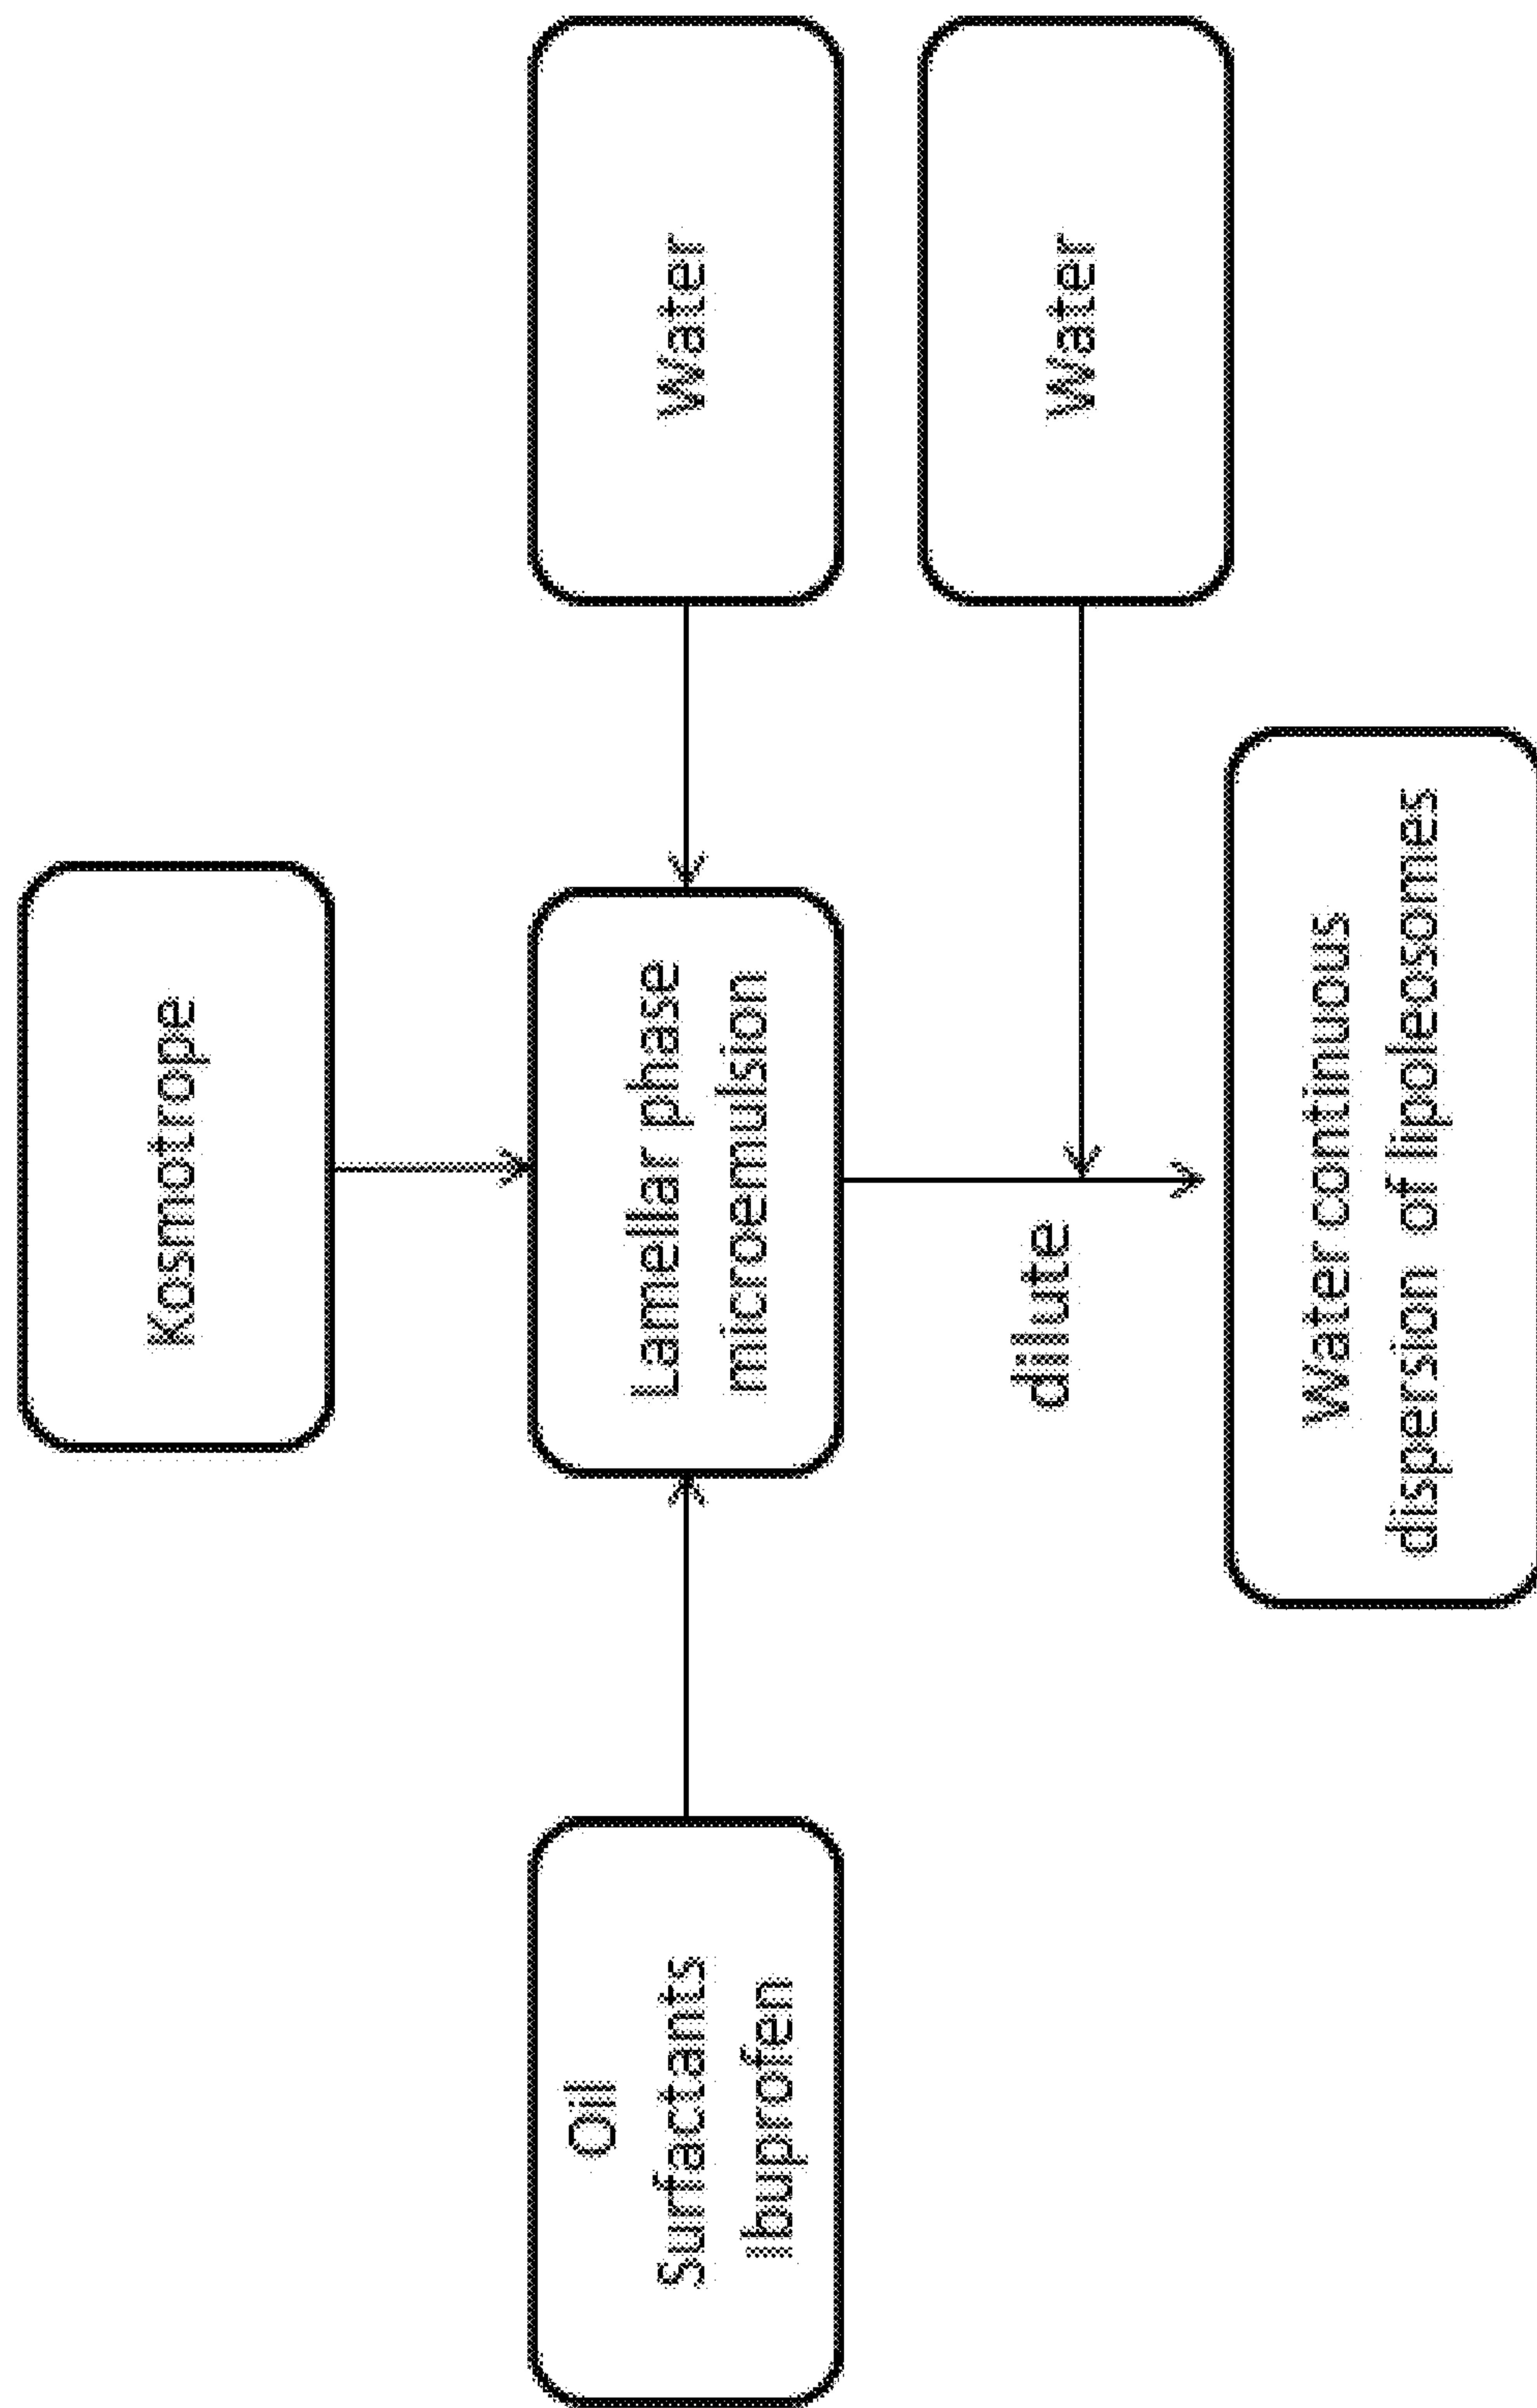 Kosmotrope
Oil
Surfactants
Ibuprofen
Lamellar phase
microemulsion
Water
dilute
Water
Water continuous
dispersion of lipoleosomes